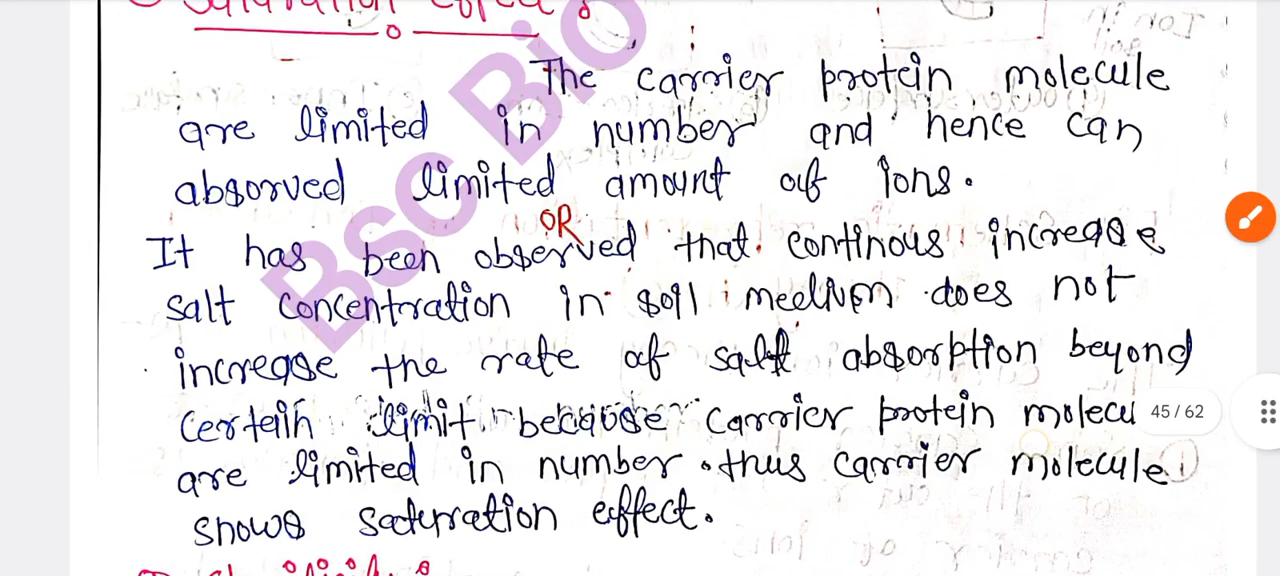 Saturation effect
The carrier protein molecule
are limited in number and hence can
absorved limited amount of ions.
OR
It has been observed that continous increase
salt concentration in soil medium does not
increase the rate of salt absorption beyond
certain limit because carrier protein molecu
45 / 62
are limited in number. thus carrier molecule
shows saturation effect.
Bsc Bio